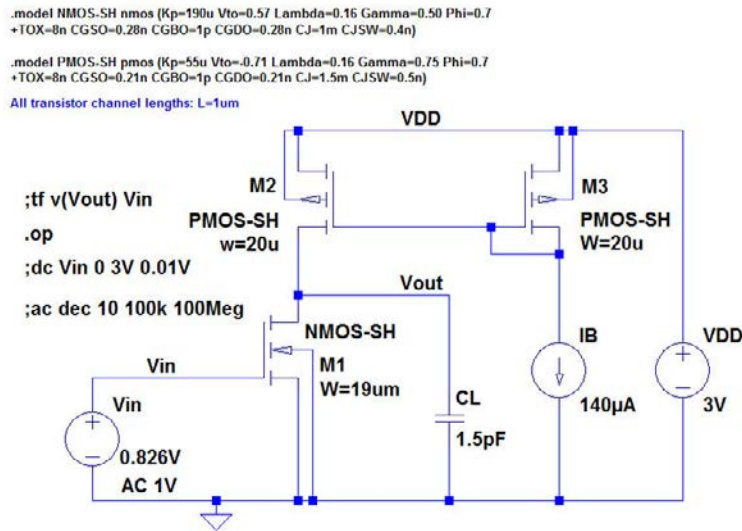 .model NMOS-SH nmos (Kp=190u Vto=0.57 Lambda=0.16 Gamma=0.50 Phi=0.7
+TOX=8n CGSO=0.28n CGBO=1p CGDO=0.28n CJ=1m CJSW=0.4n)
.model PMOS-SH pmos (Kp=55u Vto=-0.71 Lambda=0.16 Gamma=0.75 Phi=0.7
+TOX=8n CGSO=0.21n CGBO=1p CGDO=0.21n CJ=1.5m CJSW=0.5n)
All transistor channel lengths: L=1um
VDD
M2
M3
;tf v(Vout) Vin
PMOS-SH
PMOS-SH
.op
w=20u
W=20u
;dc Vin 0 3V 0.01V
Vout
;ac dec 10 100k 100Meg
NMOS-SH
IB
VDD
M1
Vin
W=19um
CL
140µA
3V
Vin
1.5pF
0.826V
AC 1V